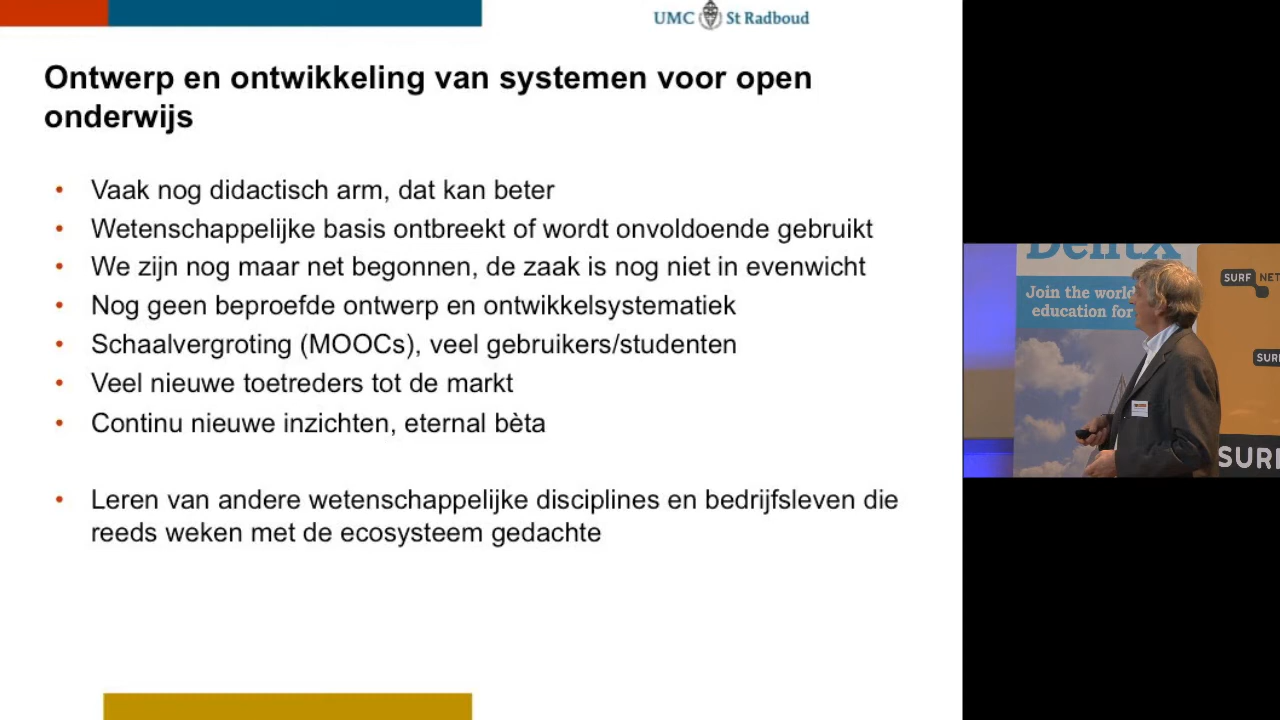 UMC St Radboud
Ontwerp en ontwikkeling van systemen voor open
onderwijs
• Vaak nog didactisch arm, dat kan beter
• Wetenschappelijke basis ontbreekt of wordt onvoldoende gebruikt
• We zijn nog maar net begonnen, de zaak is nog niet in evenwicht
• Nog geen beproefde ontwerp en ontwikkelsystematiek
• Schaalvergroting (MOOCs), veel gebruikers/studenten
• Veel nieuwe toetreders tot de markt
• Continu nieuwe inzichten, eternal bèta
• Leren van andere wetenschappelijke disciplines en bedrijfsleven die
reeds weken met de ecosysteem gedachte
DelftX
Join the world
education for
SURF NET
SURF
SURF